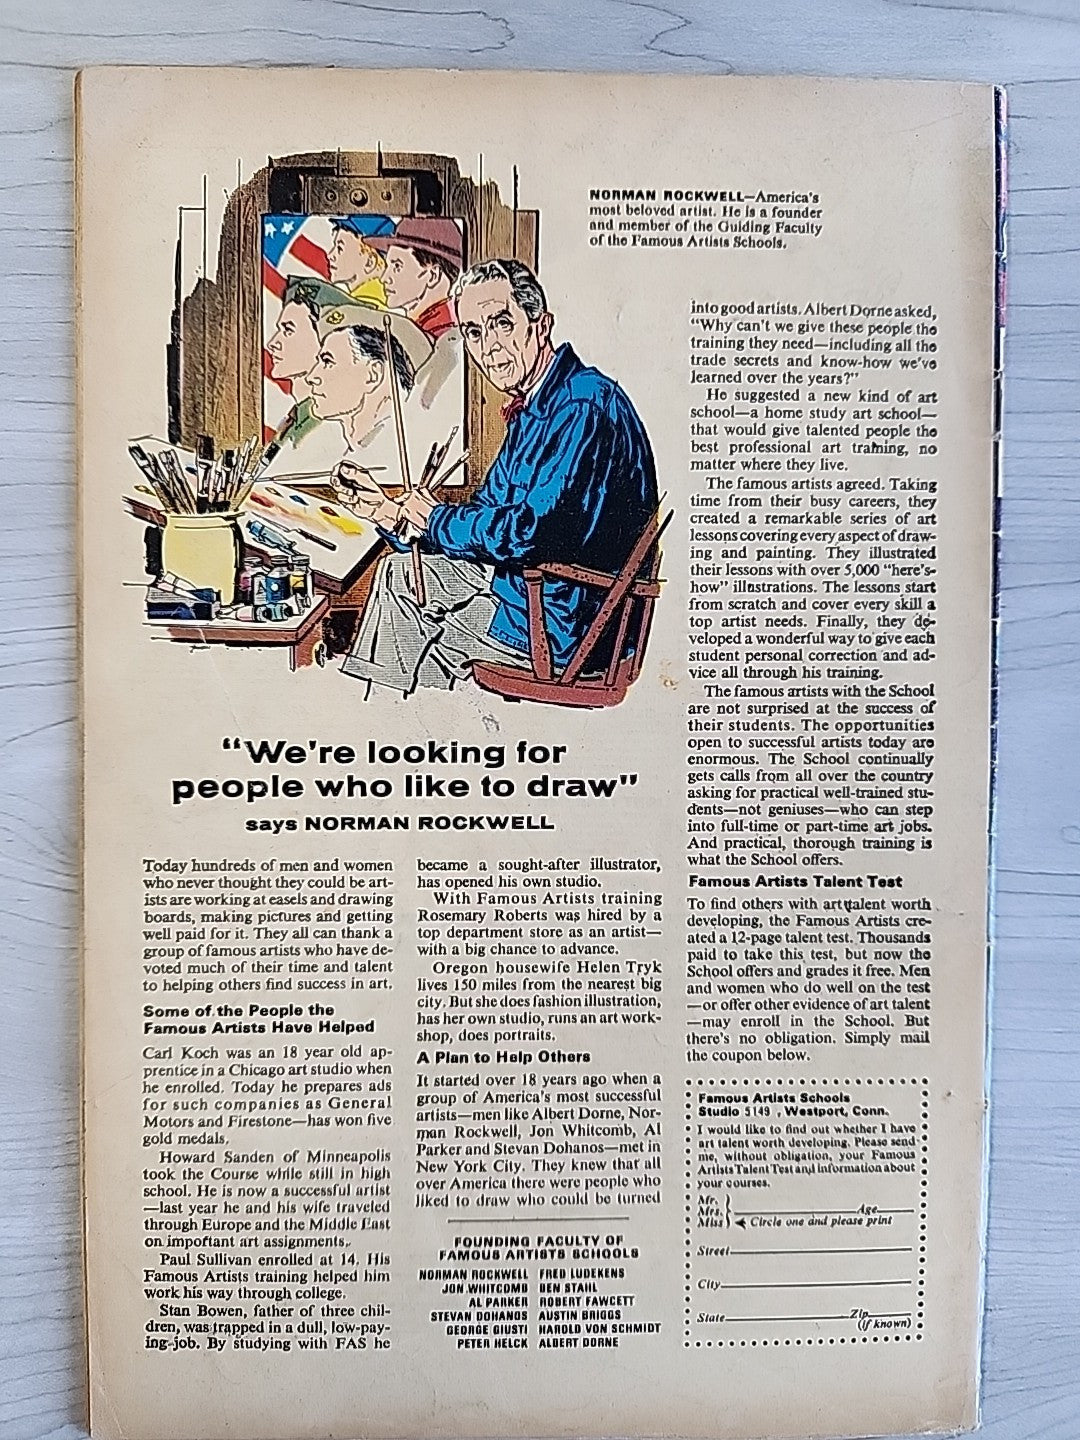 NORMAN ROCKWELL—America's
most beloved artist. He is a founder
and member of the Guiding Faculty
of the Famous Artists Schools.
"We're looking for
people who like to draw"
says NORMAN ROCKWELL
Today hundreds of men and women
who never thought they could be art-
ists are working at easels and drawing
boards, making pictures and getting
well paid for it. They all can thank a
group of famous artists who have de-
voted much of their time and talent
to helping others find success in art.
Some of the People the
Famous Artists Have Helped
Carl Koch was an 18 year old ap-
prentice in a Chicago art studio when
he enrolled. Today he prepares ads
for such companies as General
Motors and Firestone—has won five
gold medals.
Howard Sanden of Minneapolis
took the Course while still in high
school. He is now a successful artist
—last year he and his wife traveled
through Europe and the Middle East
on important art assignments.
Paul Sullivan enrolled at 14. His
Famous Artists training helped him
work his way through college.
Stan Bowen, father of three chil-
dren, was trapped in a dull, low-pay-
ing-job. By studying with FAS he
became a sought-after illustrator,
has opened his own studio.
With Famous Artists training
Rosemary Roberts was hired by a
top department store as an artist—
with a big chance to advance.
Oregon housewife Helen Tryk
lives 150 miles from the nearest big
city. But she does fashion illustration,
has her own studio, runs an art work-
shop, does portraits.
A Plan to Help Others
It started over 18 years ago when a
group of America's most successful
artists—men like Albert Dorne, Nor-
man Rockwell, Jon Whitcomb, Al
Parker and Stevan Dohanos—met in
New York City. They knew that all
over America there were people who
liked to draw who could be turned
FOUNDING FACULTY OF
FAMOUS ARTISTS SCHOOLS
NORMAN ROCKWELL FRED LUDEKENS
JON WHITCOMB BEN STAHL
AL PARKER ROBERT FAWCETT
STEVAN DOHANOS AUSTIN BRIGGS
GEORGE GIUSTI HAROLD VON SCHMIDT
PETER HELCK ALBERT DORNE
into good artists. Albert Dorne asked,
"Why can't we give these people the
training they need—including all the
trade secrets and know-how we've
learned over the years?"
He suggested a new kind of art
school—a home study art school—
that would give talented people the
best professional art training, no
matter where they live.
The famous artists agreed. Taking
time from their busy careers, they
created a remarkable series of art
lessons covering every aspect of draw-
ing and painting. They illustrated
their lessons with over 5,000 "here's-
how" illustrations. The lessons start
from scratch and cover every skill a
top artist needs. Finally, they de-
veloped a wonderful way to give each
student personal correction and ad-
vice all through his training.
The famous artists with the School
are not surprised at the success of
their students. The opportunities
open to successful artists today are
enormous. The School continually
gets calls from all over the country
asking for practical well-trained stu-
dents—not geniuses—who can step
into full-time or part-time art jobs.
And practical, thorough training is
what the School offers.
Famous Artists Talent Test
To find others with art talent worth
developing, the Famous Artists cre-
ated a 12-page talent test. Thousands
paid to take this test, but now the
School offers and grades it free. Men
and women who do well on the test
—or offer other evidence of art talent
—may enroll in the School. But
there's no obligation. Simply mail
the coupon below.
Famous Artists Schools
Studio 5149 , Westport, Conn.
I would like to find out whether I have
art talent worth developing. Please send
me, without obligation, your Famous
Artists Talent Test and information about
your courses.
Mr.
Mrs. Age
Miss Circle one and please print
Street
City
State Zip
(if known)